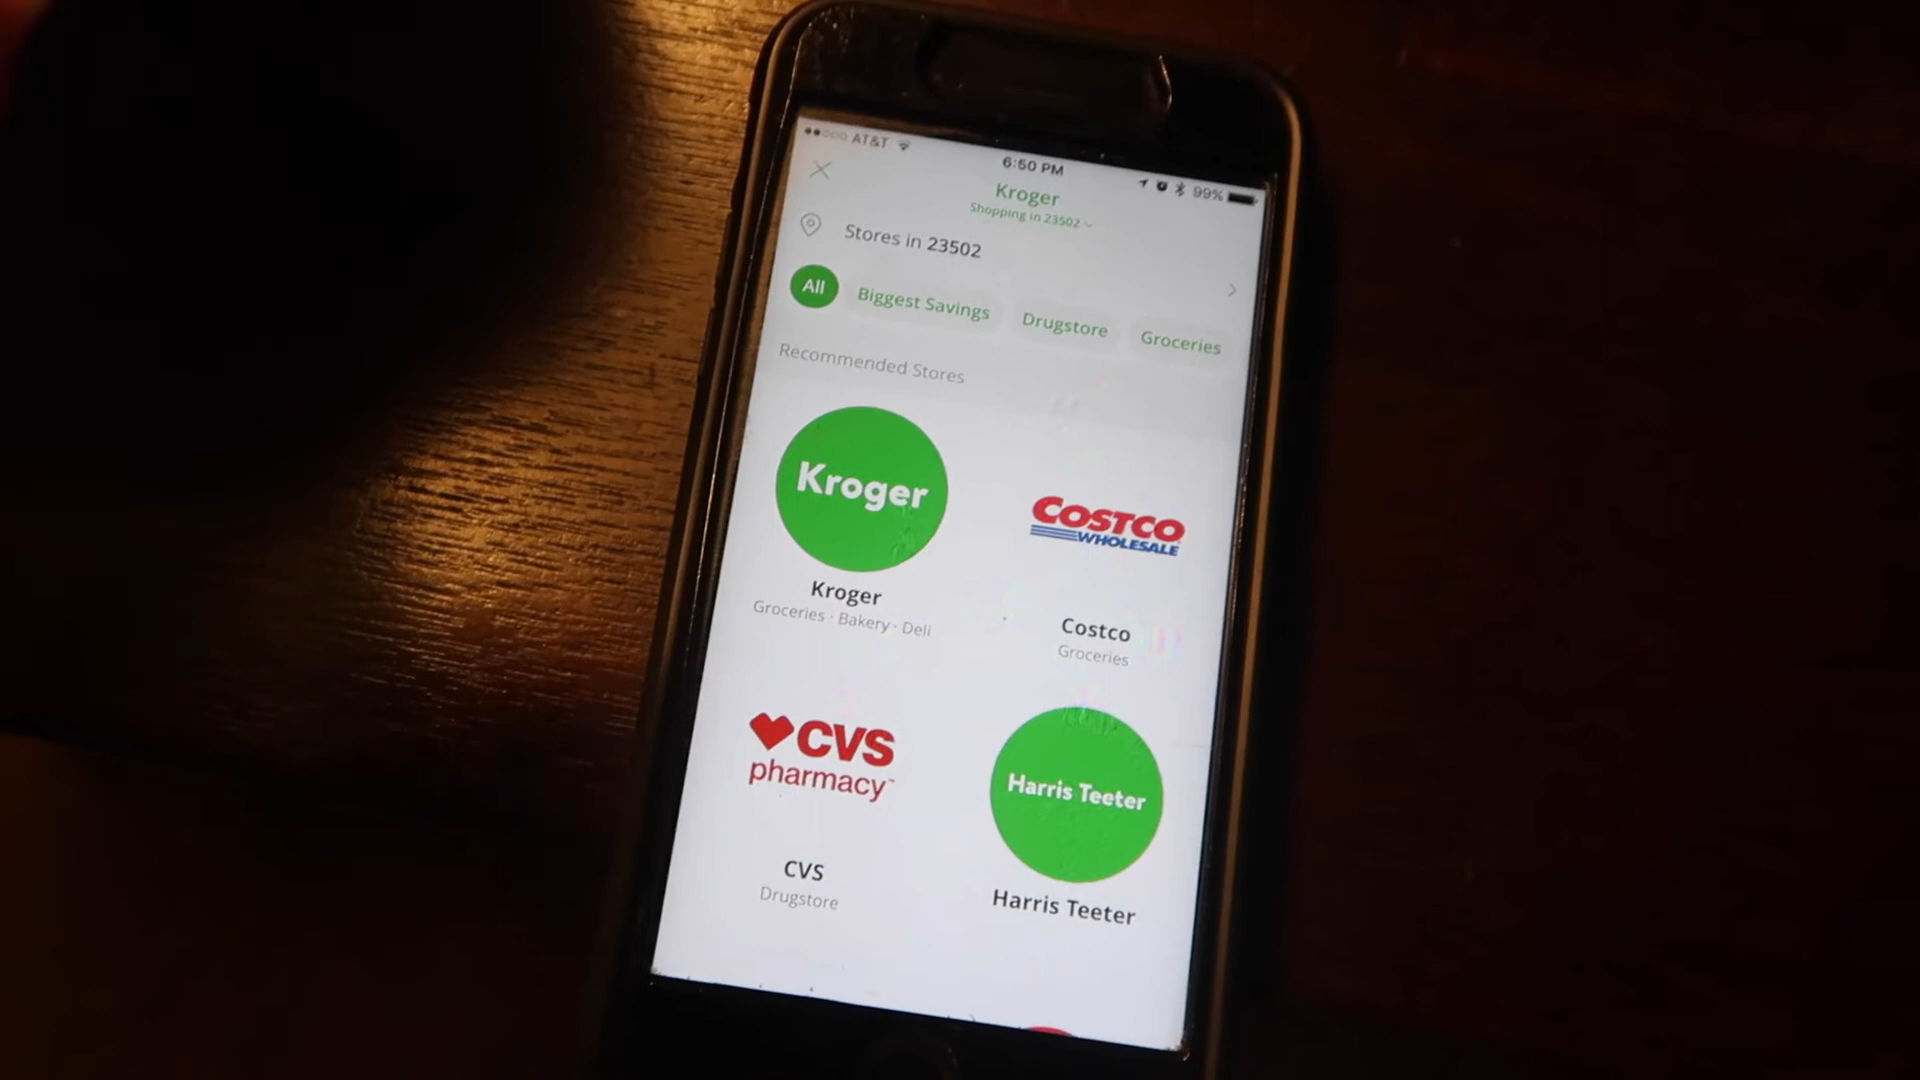 AT&T
6:50 PM
99%
Kroger
Shopping in 23502
Stores in 23502
All
Biggest Savings
Drugstore
Groceries
Recommended Stores
Kroger
COSTCO
WHOLESALE
Kroger
Groceries · Bakery · Deli
Costco
Groceries
CVS
pharmacy™
Harris Teeter
CVS
Drugstore
Harris Teeter